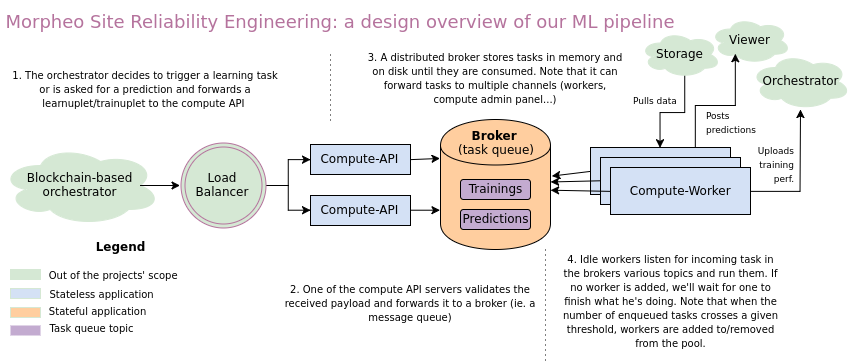 Morpheo Site Reliability Engineering: a design overview of our ML pipeline
1. The orchestrator decides to trigger a learning task
or is asked for a prediction and forwards a
learnuplet/trainuplet to the compute API
3. A distributed broker stores tasks in memory and
on disk until they are consumed. Note that it can
forward tasks to multiple channels (workers,
compute admin panel...)
Storage
Viewer
Orchestrator
Pulls data
Posts
predictions
Uploads
training
perf.
Blockchain-based
orchestrator
Load
Balancer
Compute-API
Compute-API
Broker
(task queue)
Trainings
Predictions
Compute-Worker
Legend
Out of the projects' scope
Stateless application
Stateful application
Task queue topic
2. One of the compute API servers validates the
received payload and forwards it to a broker (ie. a
message queue)
4. Idle workers listen for incoming task in
the brokers various topics and run them. If
no worker is added, we'll wait for one to
finish what he's doing. Note that when the
number of enqueued tasks crosses a given
threshold, workers are added to/removed
from the pool.